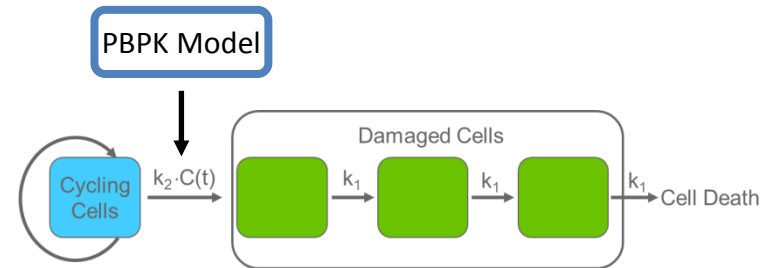 PBPK Model
Damaged Cells
Cycling
Cells
k₂·C(t)
k₁
k₁
k₁
Cell Death